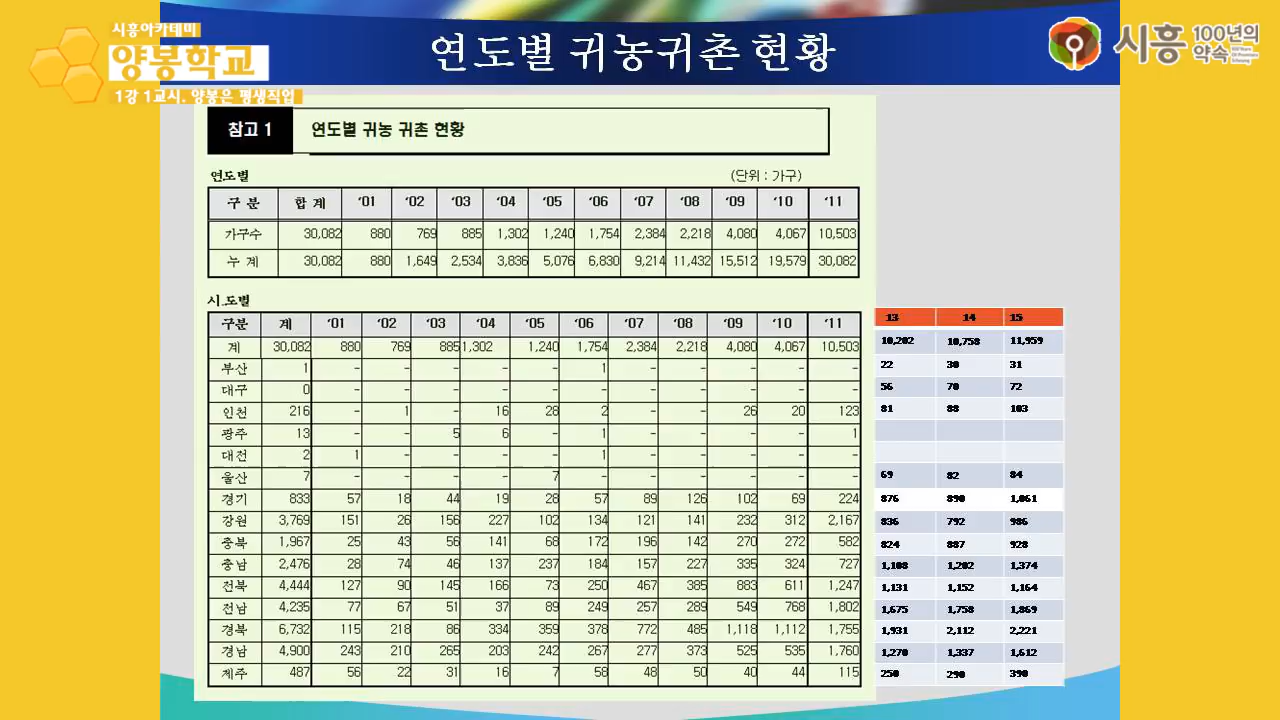 시흥아카데미
양봉학교
1강 1교시. 양봉은 평생직업
연도별 귀농귀촌 현황
시흥 100년의 약속
참고 1 연도별 귀농 귀촌 현황
연도별 (단위 : 가구)
구 분 합 계 '01 '02 '03 '04 '05 '06 '07 '08 '09 '10 '11
가구수 30,082 880 769 885 1,302 1,240 1,754 2,384 2,218 4,080 4,067 10,503
누 계 30,082 880 1,649 2,534 3,836 5,076 6,830 9,214 11,432 15,512 19,579 30,082
시.도별
구분 계 '01 '02 '03 '04 '05 '06 '07 '08 '09 '10 '11 13 14 15
계 30,082 880 769 885 1,302 1,240 1,754 2,384 2,218 4,080 4,067 10,503 10,202 10,758 11,959
부산 1 - - - - - 1 - - - - - 22 30 31
대구 0 - - - - - - - - - - - 56 70 72
인천 216 - 1 - 16 28 2 - - 26 20 123 81 88 103
광주 13 - - 5 6 - 1 - - - - 1
대전 2 1 - - - - 1 - - - - -
울산 7 - - - - 7 - - - - - - 69 82 84
경기 833 57 18 44 19 28 57 89 126 102 69 224 876 890 1,061
강원 3,769 151 26 156 227 102 134 121 141 232 312 2,167 836 792 986
충북 1,967 25 43 56 141 68 172 196 142 270 272 582 824 887 928
충남 2,476 28 74 46 137 237 184 157 227 335 324 727 1,108 1,202 1,374
전북 4,444 127 90 145 166 73 250 467 385 883 611 1,247 1,131 1,152 1,164
전남 4,235 77 67 51 37 89 249 257 289 549 768 1,802 1,675 1,758 1,869
경북 6,732 115 218 86 334 359 378 772 485 1,118 1,112 1,755 1,931 2,112 2,221
경남 4,900 243 210 265 203 242 267 277 373 525 535 1,760 1,270 1,337 1,612
제주 487 56 22 31 16 7 58 48 50 40 44 115 250 290 390